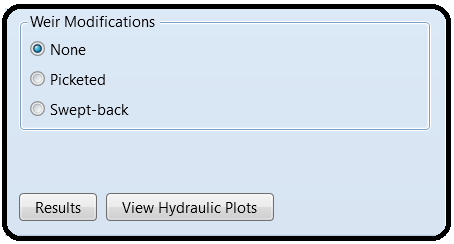 Weir Modifications
None
Picketed
Swept-back
Results View Hydraulic Plots